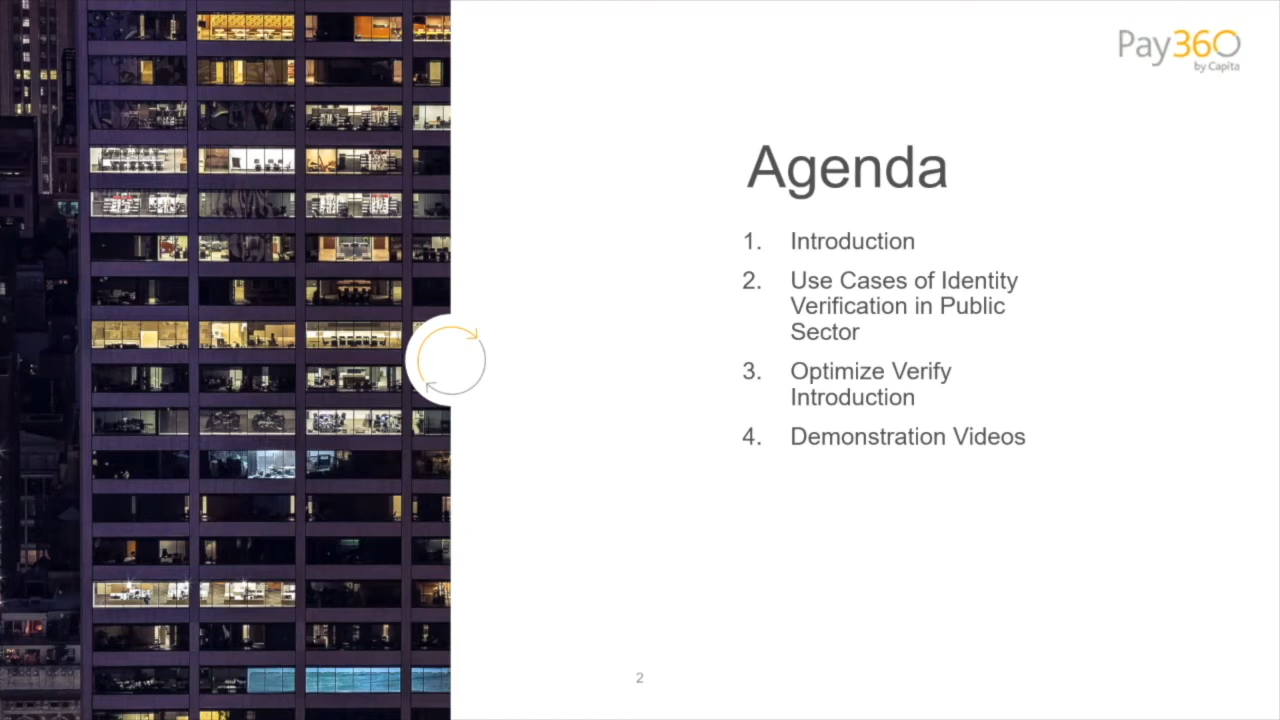 Pay360
by Capita
Agenda
1. Introduction
2. Use Cases of Identity
Verification in Public
Sector
3. Optimize Verify
Introduction
4. Demonstration Videos
2